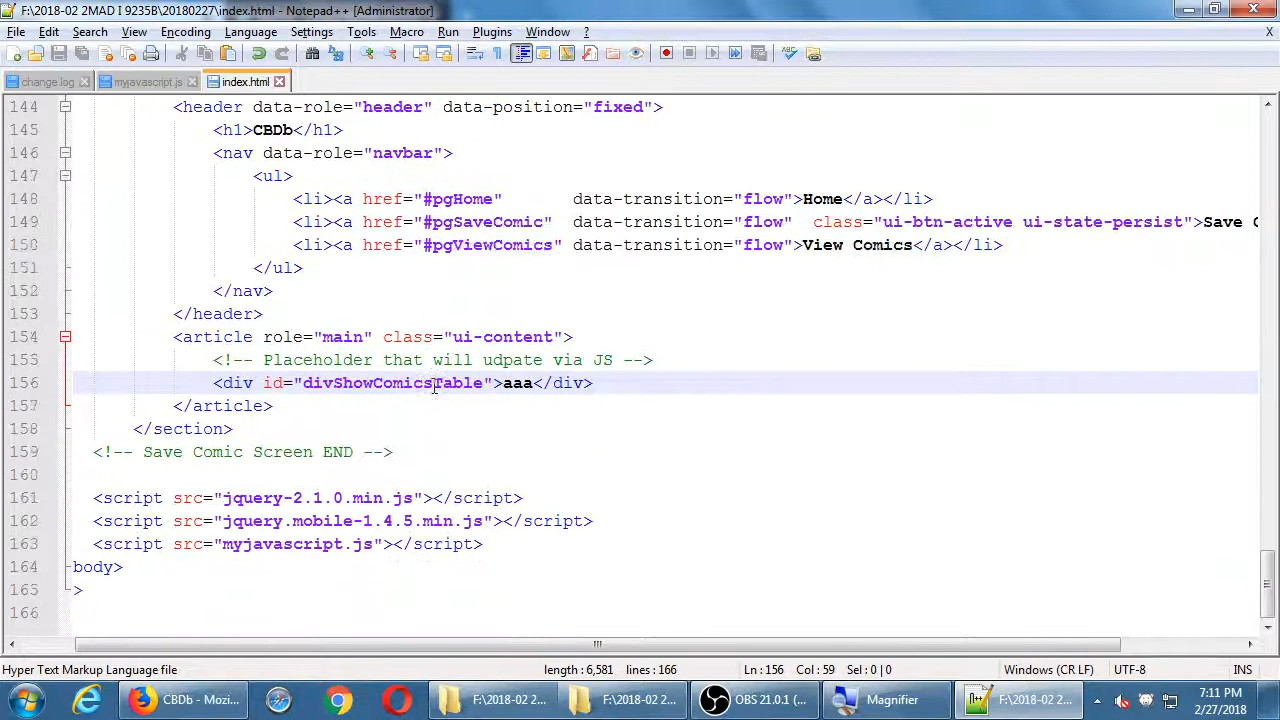 F:\2018-02 2MAD I 9235B\20180227\index.html - Notepad++ [Administrator]
File Edit Search View Encoding Language Settings Tools Macro Run Plugins Window ? X
change.log myjavascript.js index.html
144 <header data-role="header" data-position="fixed">
145 <h1>CBDb</h1>
146 <nav data-role="navbar">
147 <ul>
148 <li><a href="#pgHome" data-transition="flow">Home</a></li>
149 <li><a href="#pgSaveComic" data-transition="flow" class="ui-btn-active ui-state-persist">Save C
150 <li><a href="#pgViewComics" data-transition="flow">View Comics</a></li>
151 </ul>
152 </nav>
153 </header>
154 <article role="main" class="ui-content">
155 <!-- Placeholder that will udpate via JS -->
156 <div id="divShowComicsTable">aaa</div>
157 </article>
158 </section>
159 <!-- Save Comic Screen END -->
160
161 <script src="jquery-2.1.0.min.js"></script>
162 <script src="jquery.mobile-1.4.5.min.js"></script>
163 <script src="myjavascript.js"></script>
164 body>
165 >
166
Hyper Text Markup Language file length : 6,581 lines : 166 Ln : 156 Col : 59 Sel : 0 | 0 Windows (CR LF) UTF-8 INS
CBDb - Mozi... F:\2018-02 2... F:\2018-02 2... OBS 21.0.1 (... Magnifier F:\2018-02 2... 7:11 PM
2/27/2018